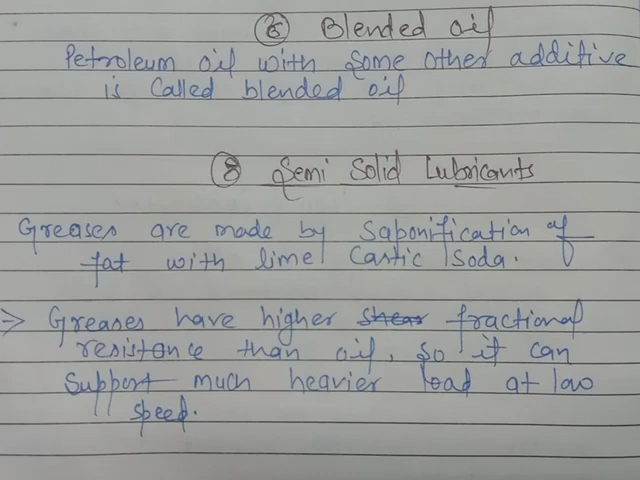 ⑥ Blended oil
Petroleum oil with Some other additive
is Called blended oil
⑧ Semi Solid Lubricants
Greases are made by Sabonification of
fat with lime Castic Soda.
⇒ Greases have higher shear fractional
resistance than oil, so it can
Support much heavier load at low
speed.